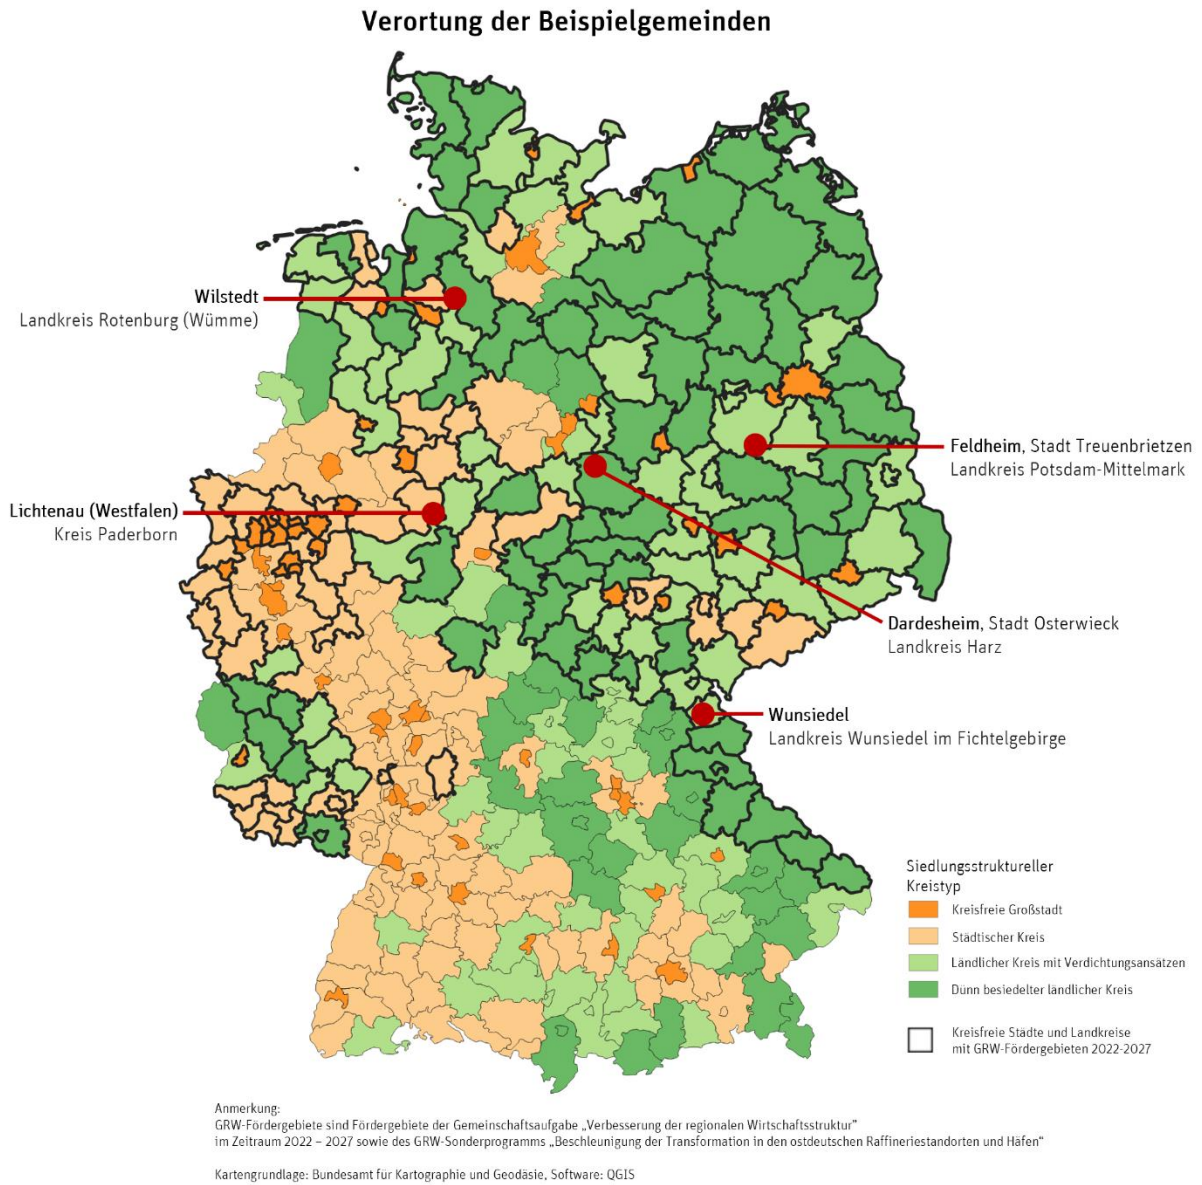 Verortung der Beispielgemeinden
Wilstedt
Landkreis Rotenburg (Wümme)
Feldheim, Stadt Treuenbrietzen
Landkreis Potsdam-Mittelmark
Lichtenau (Westfalen)
Kreis Paderborn
Dardesheim, Stadt Osterwieck
Landkreis Harz
Wunsiedel
Landkreis Wunsiedel im Fichtelgebirge
Siedlungsstruktureller
Kreistyp
Kreisfreie Großstadt
Städtischer Kreis
Ländlicher Kreis mit Verdichtungsansätzen
Dünn besiedelter ländlicher Kreis
Kreisfreie Städte und Landkreise
mit GRW-Fördergebieten 2022-2027
Anmerkung:
GRW-Fördergebiete sind Fördergebiete der Gemeinschaftsaufgabe „Verbesserung der regionalen Wirtschaftsstruktur“
im Zeitraum 2022 – 2027 sowie des GRW-Sonderprogramms „Beschleunigung der Transformation in den ostdeutschen Raffineriestandorten und Häfen“
Kartengrundlage: Bundesamt für Kartographie und Geodäsie, Software: QGIS